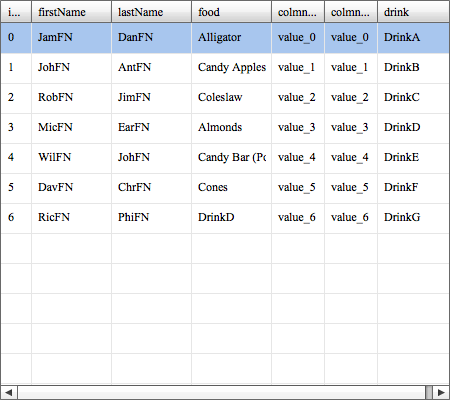 i... firstName lastName food colmn... colmn... drink
0 JamFN DanFN Alligator value_0 value_0 DrinkA
1 JohFN AntFN Candy Apples value_1 value_1 DrinkB
2 RobFN JimFN Coleslaw value_2 value_2 DrinkC
3 MicFN EarFN Almonds value_3 value_3 DrinkD
4 WilFN JohFN Candy Bar (Po value_4 value_4 DrinkE
5 DavFN ChrFN Cones value_5 value_5 DrinkF
6 RicFN PhiFN DrinkD value_6 value_6 DrinkG